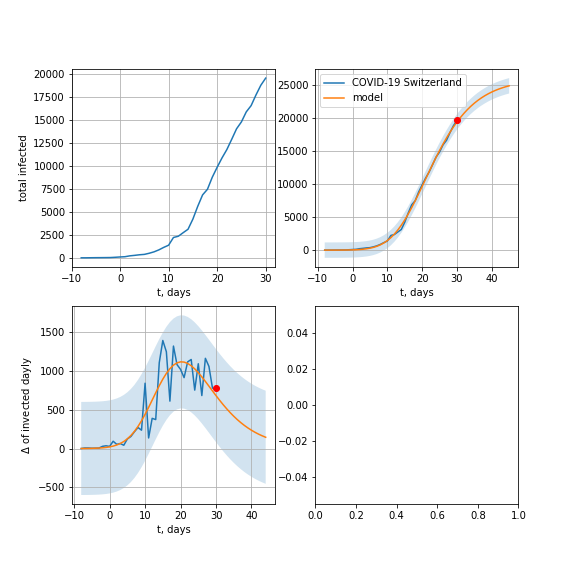 20000
17500
15000
12500
10000
7500
5000
2500
0
total infected
−10 0 10 20 30
t, days
COVID-19 Switzerland
model
25000
20000
15000
10000
5000
0
0 20 40
t, days
1500
1000
500
0
−500
Δ of invected dayly
−10 0 10 20 30 40
t, days
0.04
0.02
0.00
−0.02
−0.04
0.0 0.2 0.4 0.6 0.8 1.0